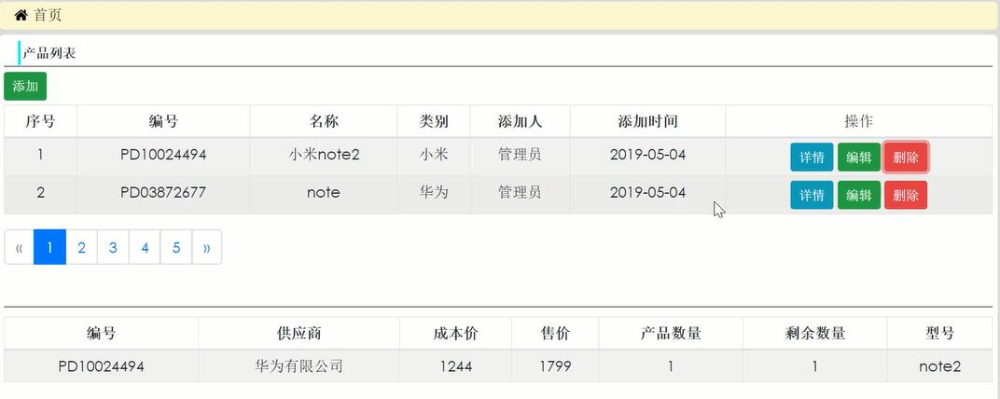 首页
产品列表
添加
序号 编号 名称 类别 添加人 添加时间 操作
1 PD10024494 小米note2 小米 管理员 2019-05-04 详情 编辑 删除
2 PD03872677 note 华为 管理员 2019-05-04 详情 编辑 删除
« 1 2 3 4 5 »
编号 供应商 成本价 售价 产品数量 剩余数量 型号
PD10024494 华为有限公司 1244 1799 1 1 note2